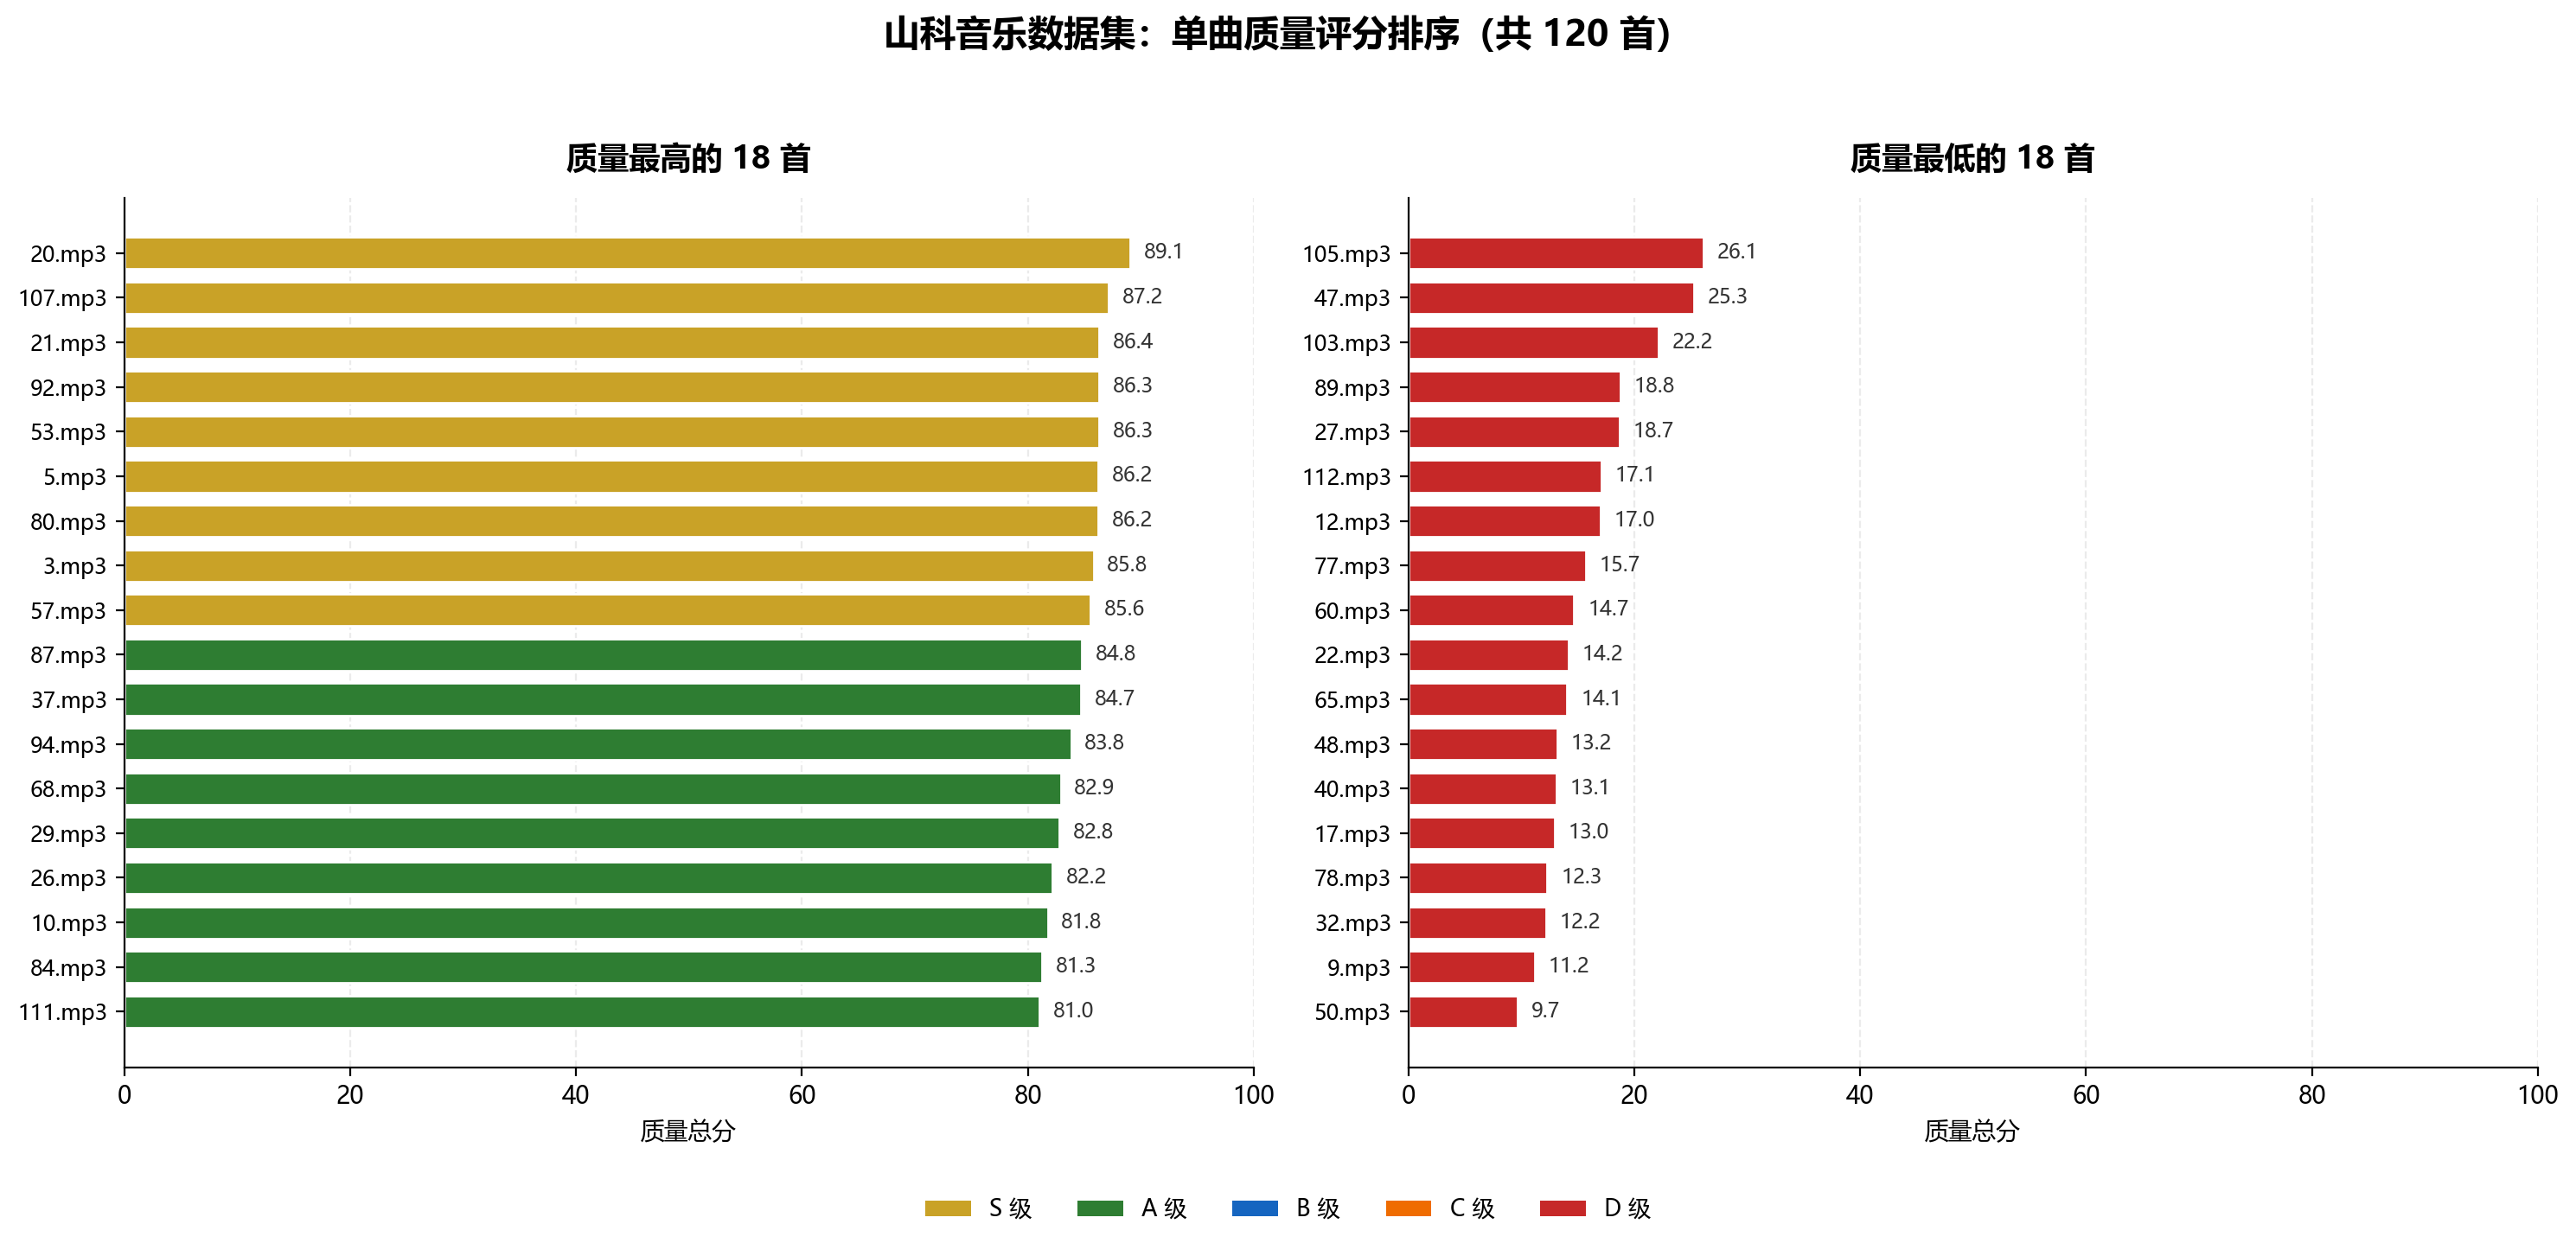 山科音乐数据集：单曲质量评分排序（共 120 首）
质量最高的 18 首
20.mp3 89.1
107.mp3 87.2
21.mp3 86.4
92.mp3 86.3
53.mp3 86.3
5.mp3 86.2
80.mp3 86.2
3.mp3 85.8
57.mp3 85.6
87.mp3 84.8
37.mp3 84.7
94.mp3 83.8
68.mp3 82.9
29.mp3 82.8
26.mp3 82.2
10.mp3 81.8
84.mp3 81.3
111.mp3 81.0
0 20 40 60 80 100
质量总分
质量最低的 18 首
105.mp3 26.1
47.mp3 25.3
103.mp3 22.2
89.mp3 18.8
27.mp3 18.7
112.mp3 17.1
12.mp3 17.0
77.mp3 15.7
60.mp3 14.7
22.mp3 14.2
65.mp3 14.1
48.mp3 13.2
40.mp3 13.1
17.mp3 13.0
78.mp3 12.3
32.mp3 12.2
9.mp3 11.2
50.mp3 9.7
0 20 40 60 80 100
质量总分
S 级 A 级 B 级 C 级 D 级